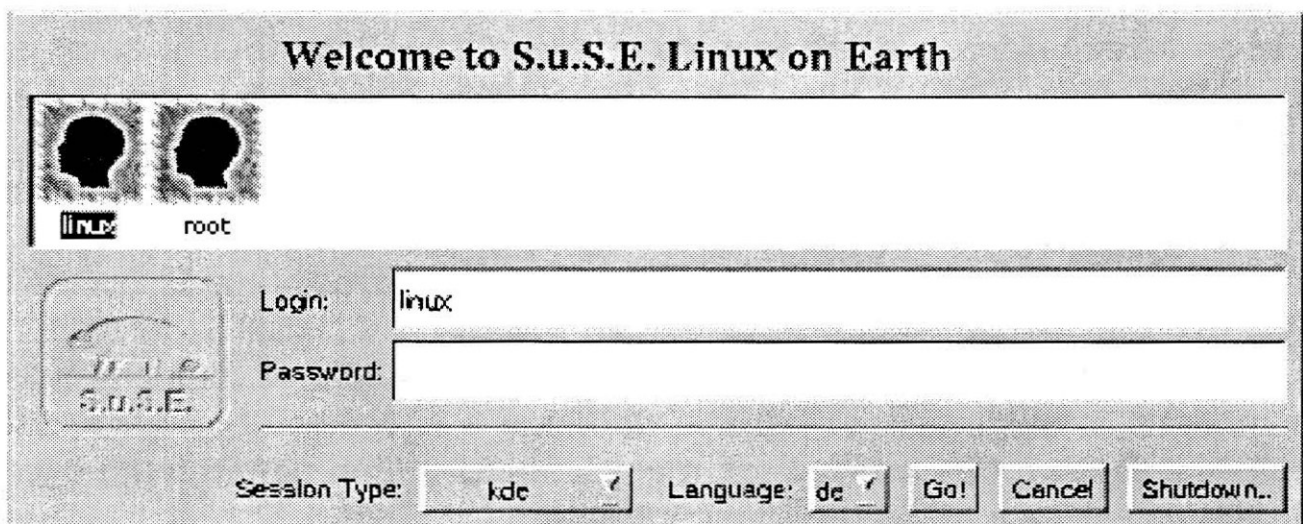 Welcome to S.u.S.E. Linux on Earth
linux root
Login: linux
Password:
S.u.S.E.
Session Type: kde Language: de Go! Cancel Shutdown...